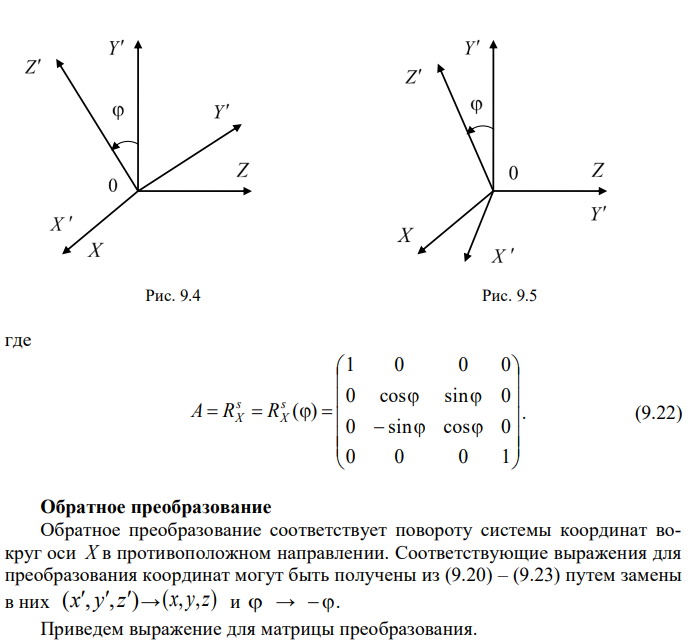 Y′ Y′
Z′ Z′
φ φ
Y′
Z Z
0 0
Y′
X′ X
X X′
Рис. 9.4 Рис. 9.5
где
A = R^s_X = R^s_X (φ) = (1 0 0 0
0 cosφ sinφ 0
0 −sinφ cosφ 0
0 0 0 1). (9.22)
Обратное преобразование
Обратное преобразование соответствует повороту системы координат во-
круг оси X в противоположном направлении. Соответствующие выражения для
преобразования координат могут быть получены из (9.20) – (9.23) путем замены
в них (x′, y′, z′)→(x, y, z) и φ → −φ.
Приведем выражение для матрицы преобразования.